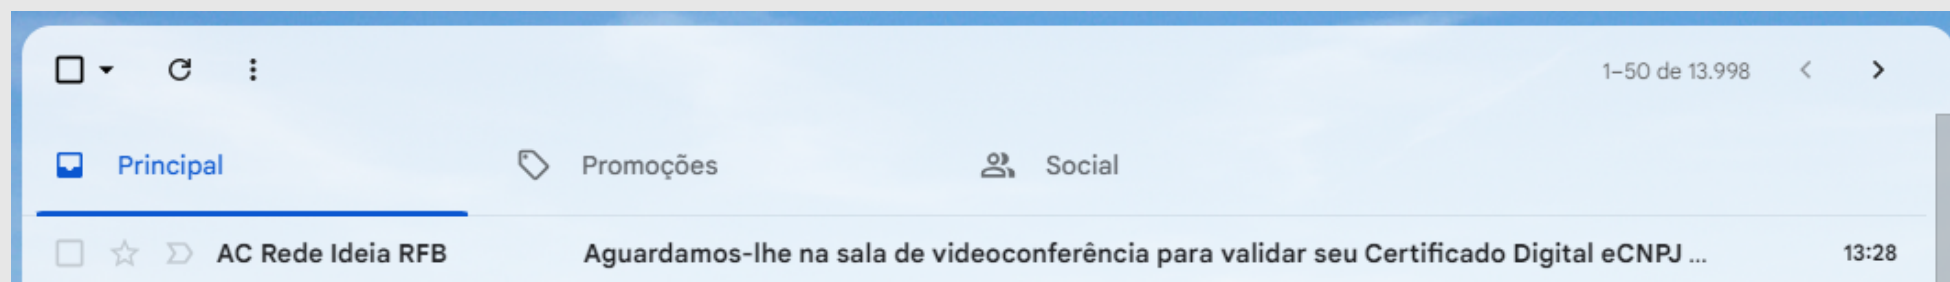 1–50 de 13.998
Principal
Promoções
Social
AC Rede Ideia RFB
Aguardamos-lhe na sala de videoconferência para validar seu Certificado Digital eCNPJ ...
13:28